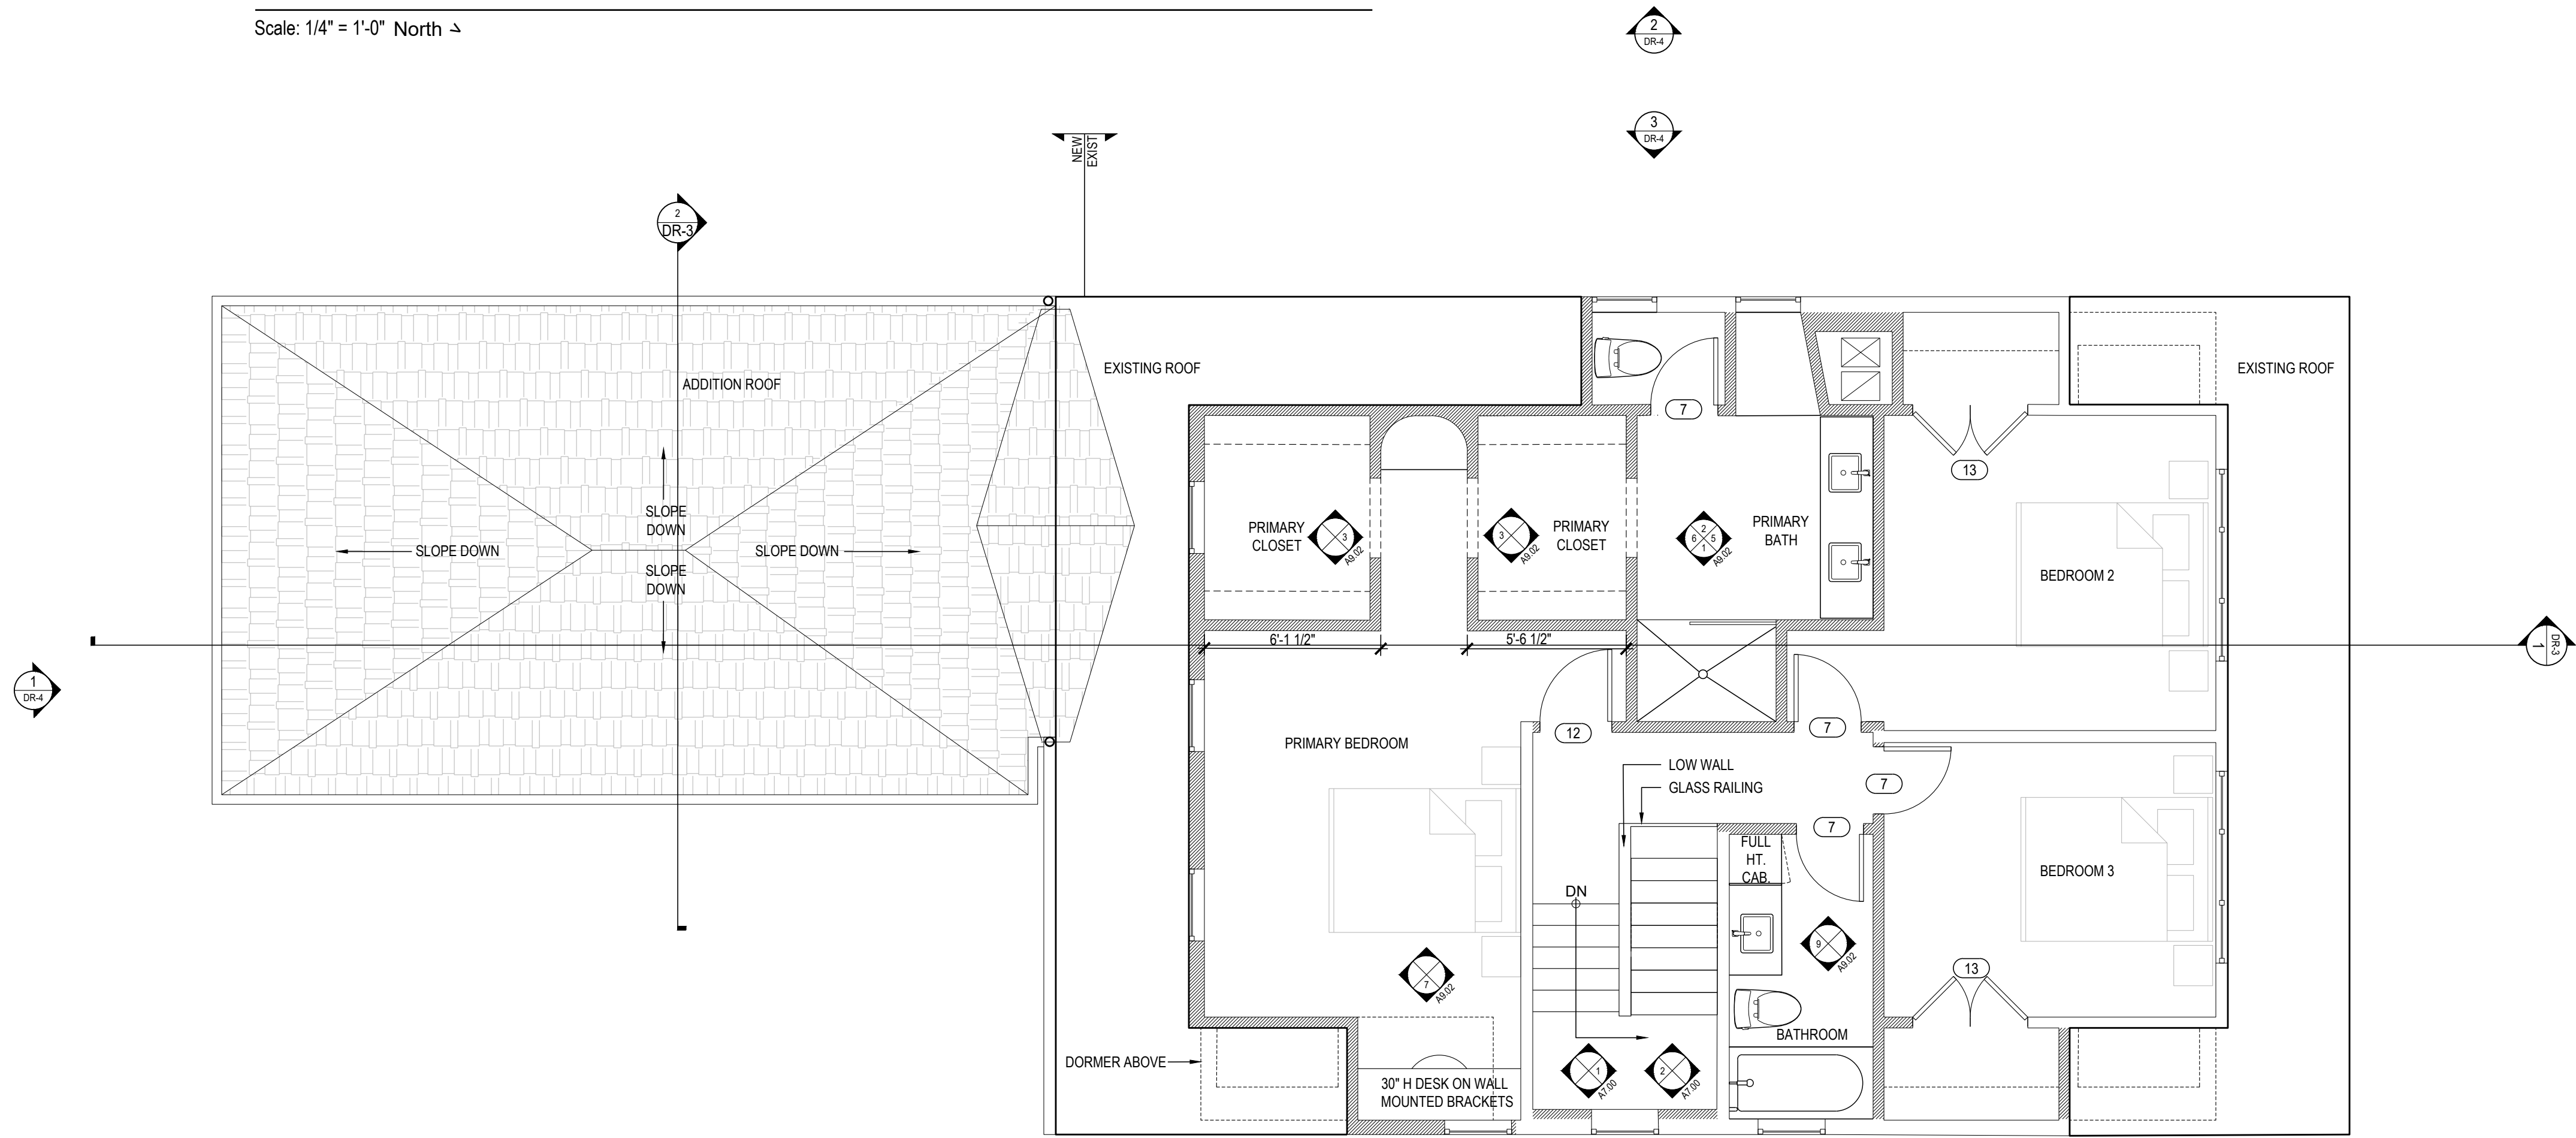 Scale: 1/4" = 1'-0" North
2
DR-4
3
DR-4
NEW
EXIST
2
DR-3
EXISTING ROOF
EXISTING ROOF
ADDITION ROOF
7
13
SLOPE
DOWN
SLOPE DOWN
SLOPE DOWN
SLOPE
DOWN
PRIMARY
CLOSET
3
A9.02
3
A9.02
PRIMARY
CLOSET
2
6 5
1
A9.02
PRIMARY
BATH
BEDROOM 2
6'-1 1/2"
5'-6 1/2"
DR-3
1
1
DR-4
PRIMARY BEDROOM
12
7
LOW WALL
GLASS RAILING
7
7
FULL
HT.
CAB.
BEDROOM 3
DN
9
A9.02
7
A9.02
13
BATHROOM
DORMER ABOVE
1
A7.00
2
A7.00
30" H DESK ON WALL
MOUNTED BRACKETS